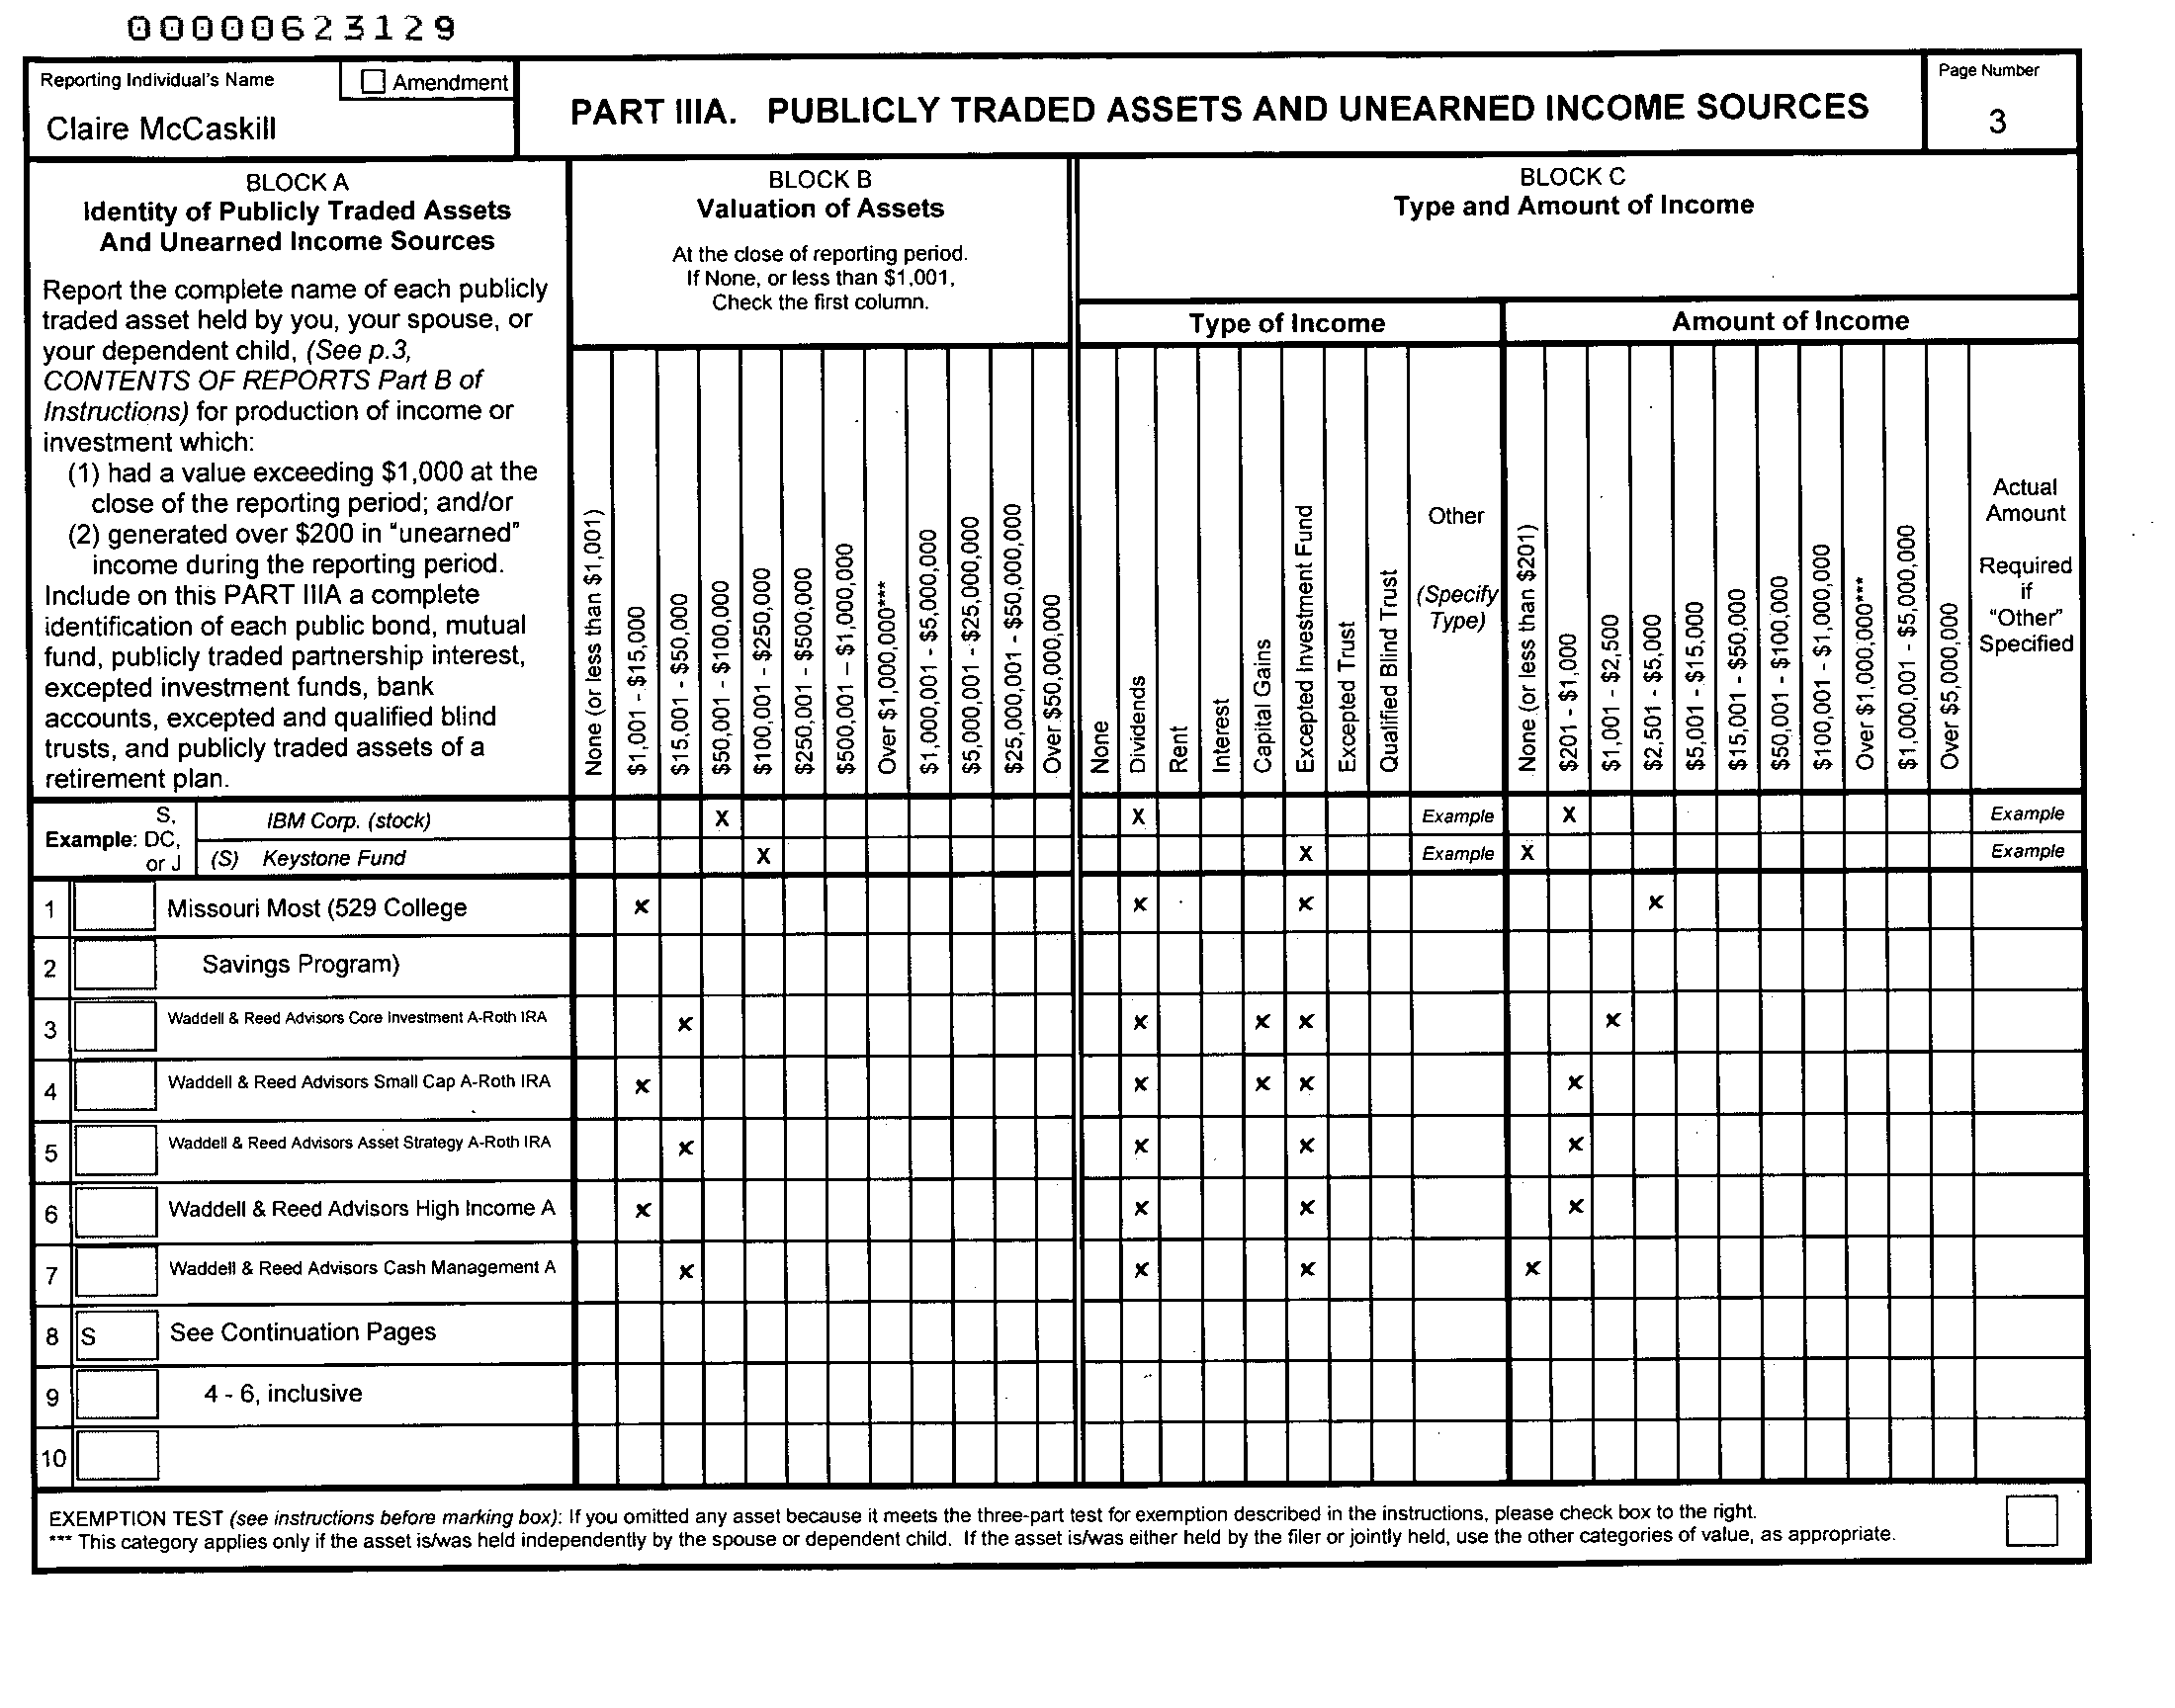 00000623129
Reporting Individual's Name
Amendment
Claire McCaskill
PART IIIA. PUBLICLY TRADED ASSETS AND UNEARNED INCOME SOURCES
Page Number
3
BLOCK A
Identity of Publicly Traded Assets
And Unearned Income Sources
Report the complete name of each publicly
traded asset held by you, your spouse, or
your dependent child, (See p.3,
CONTENTS OF REPORTS Part B of
Instructions) for production of income or
investment which:
(1) had a value exceeding $1,000 at the
close of the reporting period; and/or
(2) generated over $200 in "unearned"
income during the reporting period.
Include on this PART IIIA a complete
identification of each public bond, mutual
fund, publicly traded partnership interest,
excepted investment funds, bank
accounts, excepted and qualified blind
trusts, and publicly traded assets of a
retirement plan.
BLOCK B
Valuation of Assets
At the close of reporting period.
If None, or less than $1,001,
Check the first column.
None (or less than $1,001)
$1,001 - $15,000
$15,001 - $50,000
$50,001 - $100,000
$100,001 - $250,000
$250,001 - $500,000
$500,001 – $1,000,000
Over $1,000,000***
$1,000,001 - $5,000,000
$5,000,001 - $25,000,000
$25,000,001 - $50,000,000
Over $50,000,000
BLOCK C
Type and Amount of Income
Type of Income
None
Dividends
Rent
Interest
Capital Gains
Excepted Investment Fund
Excepted Trust
Qualified Blind Trust
Other
(Specify
Type)
Amount of Income
None (or less than $201)
$201 - $1,000
$1,001 - $2,500
$2,501 - $5,000
$5,001 - $15,000
$15,001 - $50,000
$50,001 - $100,000
$100,001 - $1,000,000
Over $1,000,000***
$1,000,001 - $5,000,000
Over $5,000,000
Actual
Amount
Required
if
"Other"
Specified
Example: S,
DC,
or J
IBM Corp. (stock) X X Example X Example
(S) Keystone Fund X X Example X Example
1 Missouri Most (529 College x x x x
2 Savings Program)
3 Waddell & Reed Advisors Core Investment A-Roth IRA x x x x x
4 Waddell & Reed Advisors Small Cap A-Roth IRA x x x x x
5 Waddell & Reed Advisors Asset Strategy A-Roth IRA x x x x
6 Waddell & Reed Advisors High Income A x x x x
7 Waddell & Reed Advisors Cash Management A x x x x
8 S See Continuation Pages
9 4 - 6, inclusive
10
EXEMPTION TEST (see instructions before marking box): If you omitted any asset because it meets the three-part test for exemption described in the instructions, please check box to the right.
*** This category applies only if the asset is/was held independently by the spouse or dependent child. If the asset is/was either held by the filer or jointly held, use the other categories of value, as appropriate.